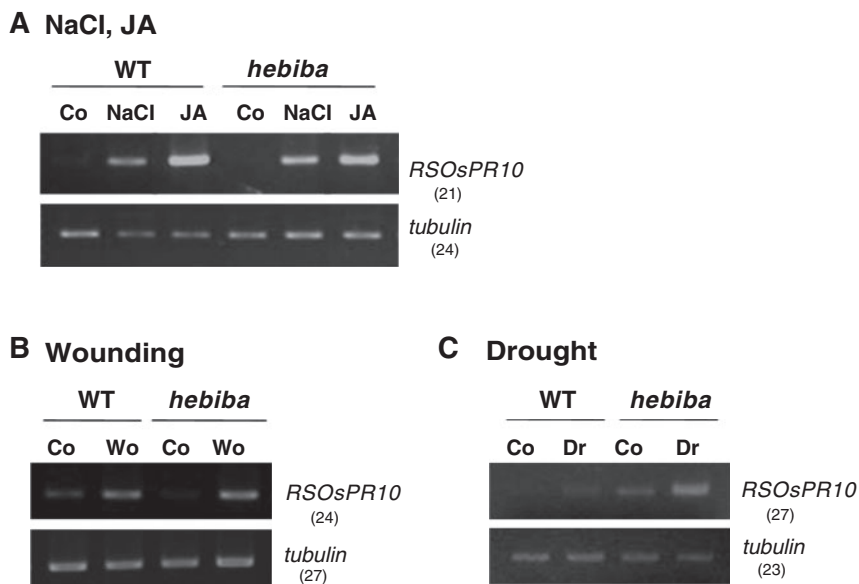 A NaCl, JA
WT hebiba
Co NaCl JA Co NaCl JA
RSOsPR10
(21)
tubulin
(24)
B Wounding
WT hebiba
Co Wo Co Wo
RSOsPR10
(24)
tubulin
(27)
C Drought
WT hebiba
Co Dr Co Dr
RSOsPR10
(27)
tubulin
(23)